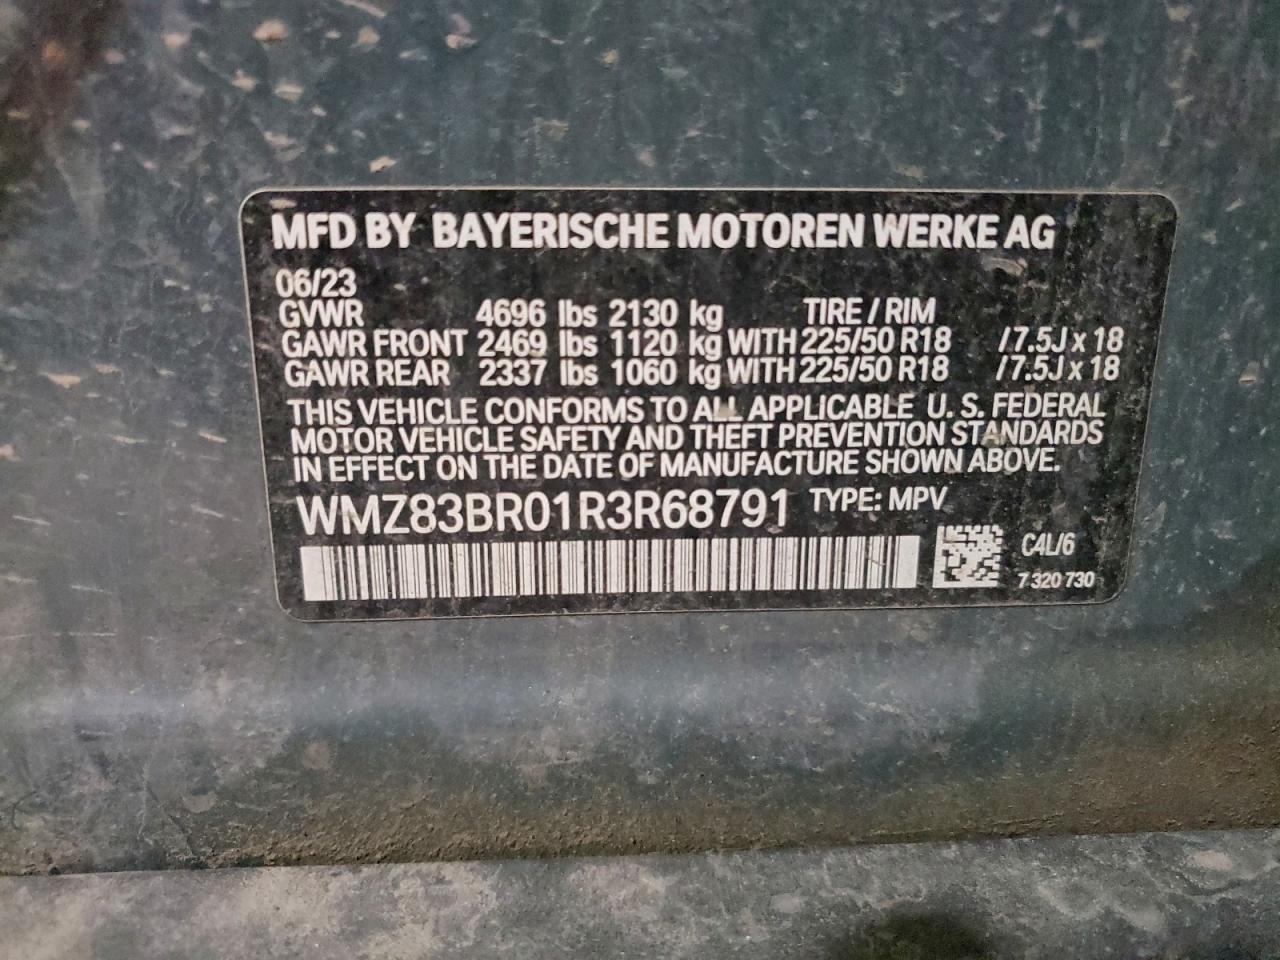 MFD BY BAYERISCHE MOTOREN WERKE AG
06/23
GVWR 4696 lbs 2130 kg TIRE / RIM
GAWR FRONT 2469 lbs 1120 kg WITH 225/50 R18 /7.5J x 18
GAWR REAR 2337 lbs 1060 kg WITH 225/50 R18 /7.5J x 18
THIS VEHICLE CONFORMS TO ALL APPLICABLE U. S. FEDERAL
MOTOR VEHICLE SAFETY AND THEFT PREVENTION STANDARDS
IN EFFECT ON THE DATE OF MANUFACTURE SHOWN ABOVE.
WMZ83BR01R3R68791 TYPE: MPV
C4L/6
7 320 730